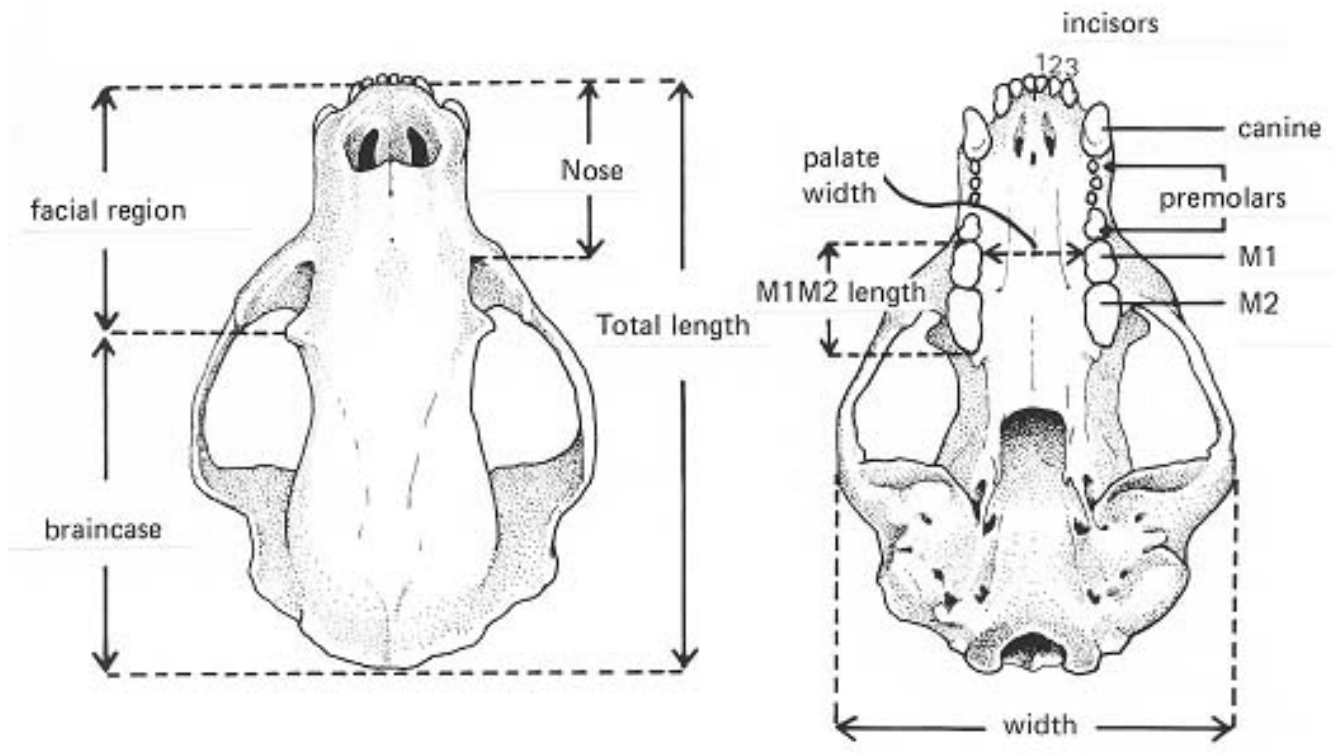 incisors
123
canine
palate
width
Nose
premolars
facial region
M1
M1M2 length
M2
Total length
braincase
width